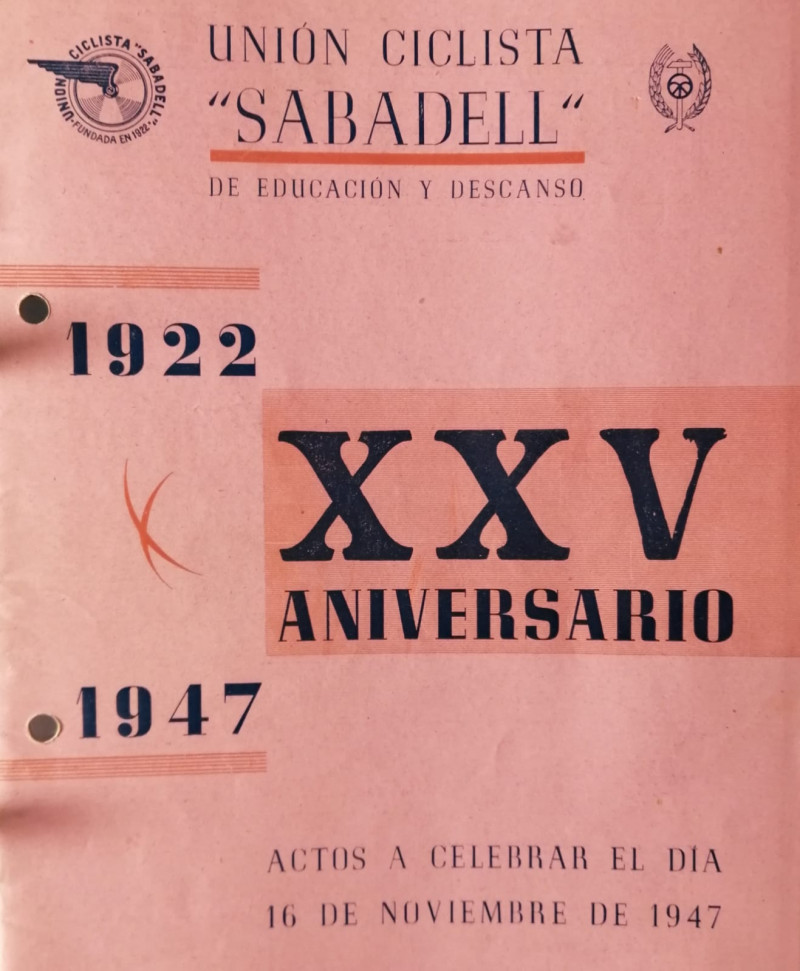 UNIÓN CICLISTA "SABADELL"
·FUNDADA EN 1922·
UNIÓN CICLISTA
“SABADELL“
DE EDUCACIÓN Y DESCANSO
1922
XXV
ANIVERSARIO
1947
ACTOS A CELEBRAR EL DÍA
16 DE NOVIEMBRE DE 1947